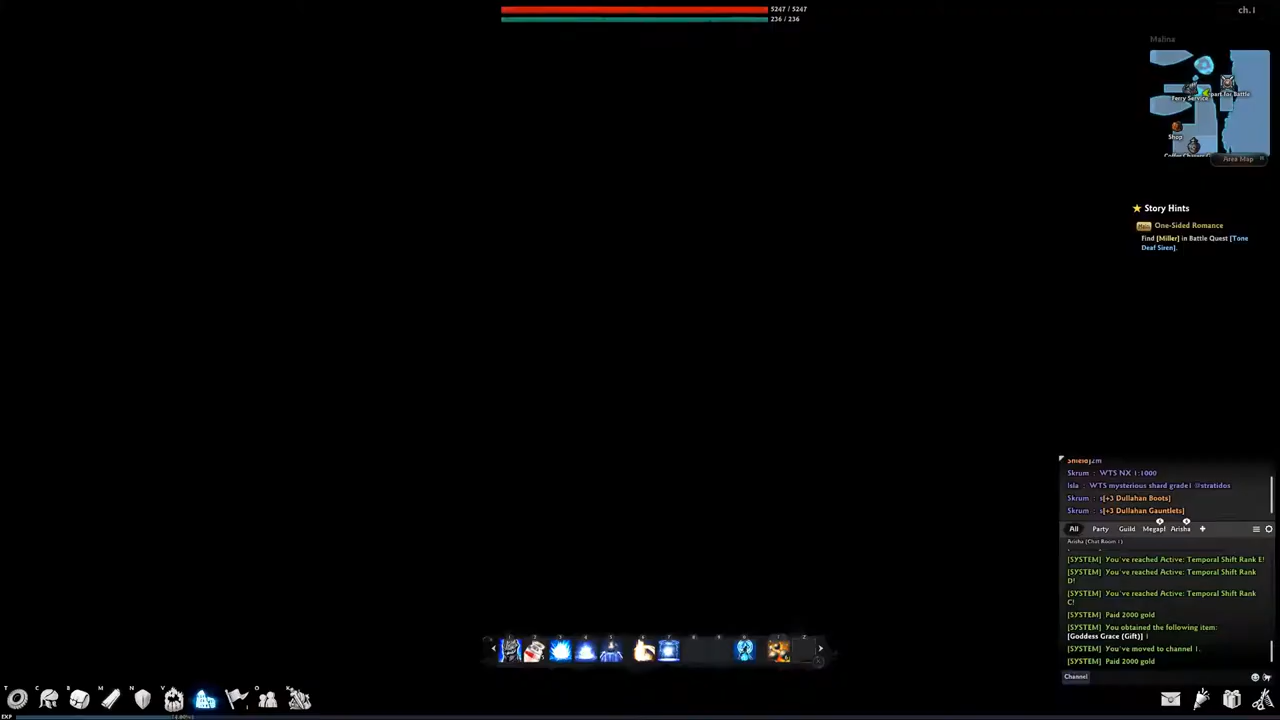 5247 / 5247
236 / 236
ch.1
Malina
Ferry Service
Shop
Area Map
Story Hints
One-Sided Romance
Find [Miller] in Battle Quest [Tone
Deaf Siren].
Shield]2m
Skrum : WTS NX 1:1000
Isla : WTS mysterious shard grade1 @stratidos
Skrum : s[+3 Dullahan Boots]
Skrum : s[+3 Dullahan Gauntlets]
All Party Guild Megap! Arisha +
Arisha (Chat Room 1)
[SYSTEM] You've reached Active: Temporal Shift Rank E!
[SYSTEM] You've reached Active: Temporal Shift Rank
D!
[SYSTEM] You've reached Active: Temporal Shift Rank
C!
[SYSTEM] Paid 2000 gold
[SYSTEM] You obtained the following item:
[Goddess Grace (Gift)] 1
[SYSTEM] You've moved to channel 1.
[SYSTEM] Paid 2000 gold
Channel
T C B M N V O K
EXP